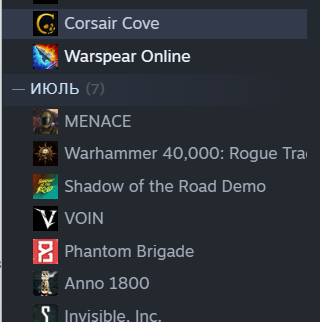 Corsair Cove
Warspear Online
— ИЮЛЬ (7)
MENACE
Warhammer 40,000: Rogue Tra
Shadow of the Road Demo
VOIN
Phantom Brigade
Anno 1800
Invisible, Inc.